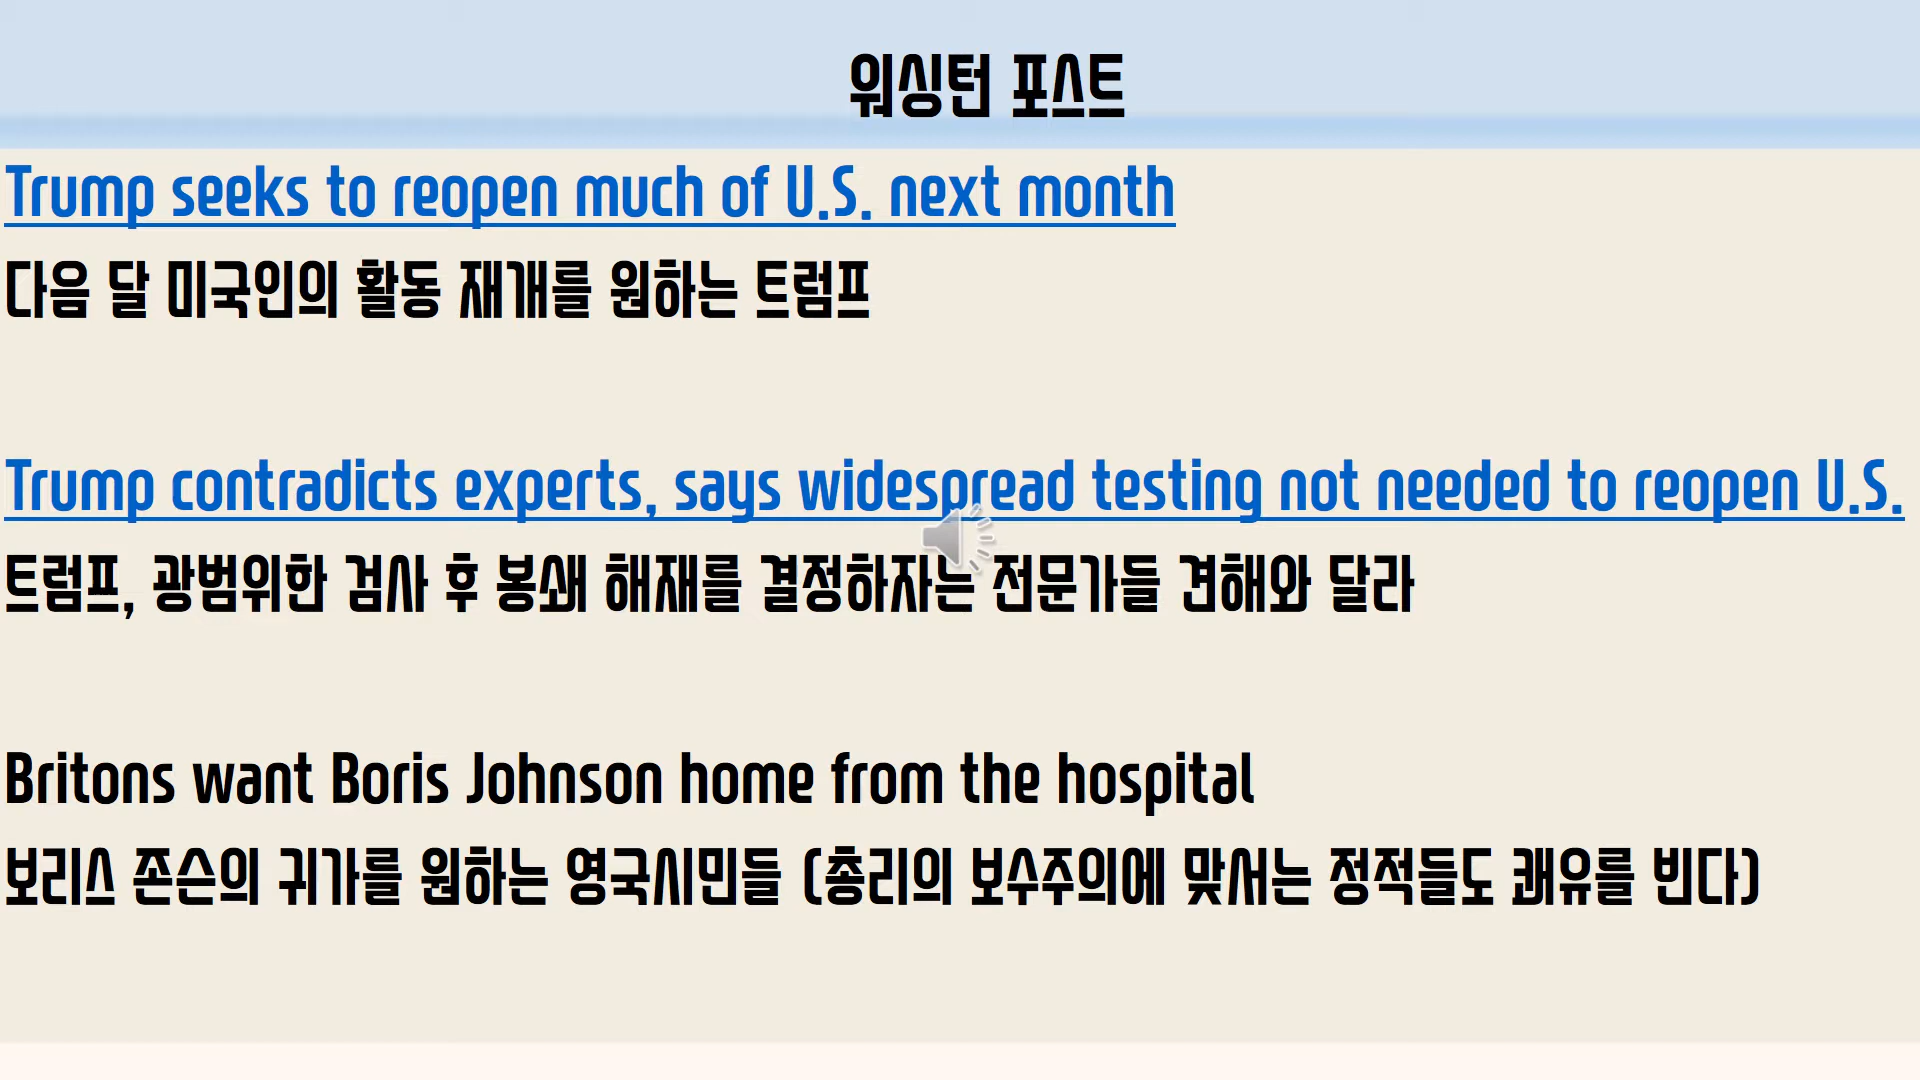 워싱턴 포스트
Trump seeks to reopen much of U.S. next month
다음 달 미국인의 활동 재개를 원하는 트럼프
Trump contradicts experts, says widespread testing not needed to reopen U.S.
트럼프, 광범위한 검사 후 봉쇄 해재를 결정하자는 전문가들 견해와 달라
Britons want Boris Johnson home from the hospital
보리스 존슨의 귀가를 원하는 영국시민들 (총리의 보수주의에 맞서는 정적들도 쾌유를 빈다)